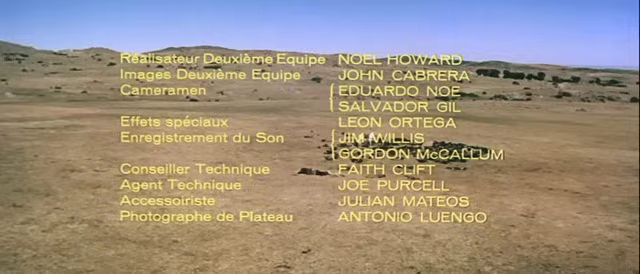 Réalisateur Deuxième Equipe NOEL HOWARD
Images Deuxième Equipe JOHN CABRERA
Cameramen EDUARDO NOE
SALVADOR GIL
Effets spéciaux LEON ORTEGA
Enregistrement du Son JIM WILLIS
GORDON McCALLUM
Conseiller Technique FAITH CLIFT
Agent Technique JOE PURCELL
Accessoiriste JULIAN MATEOS
Photographe de Plateau ANTONIO LUENGO